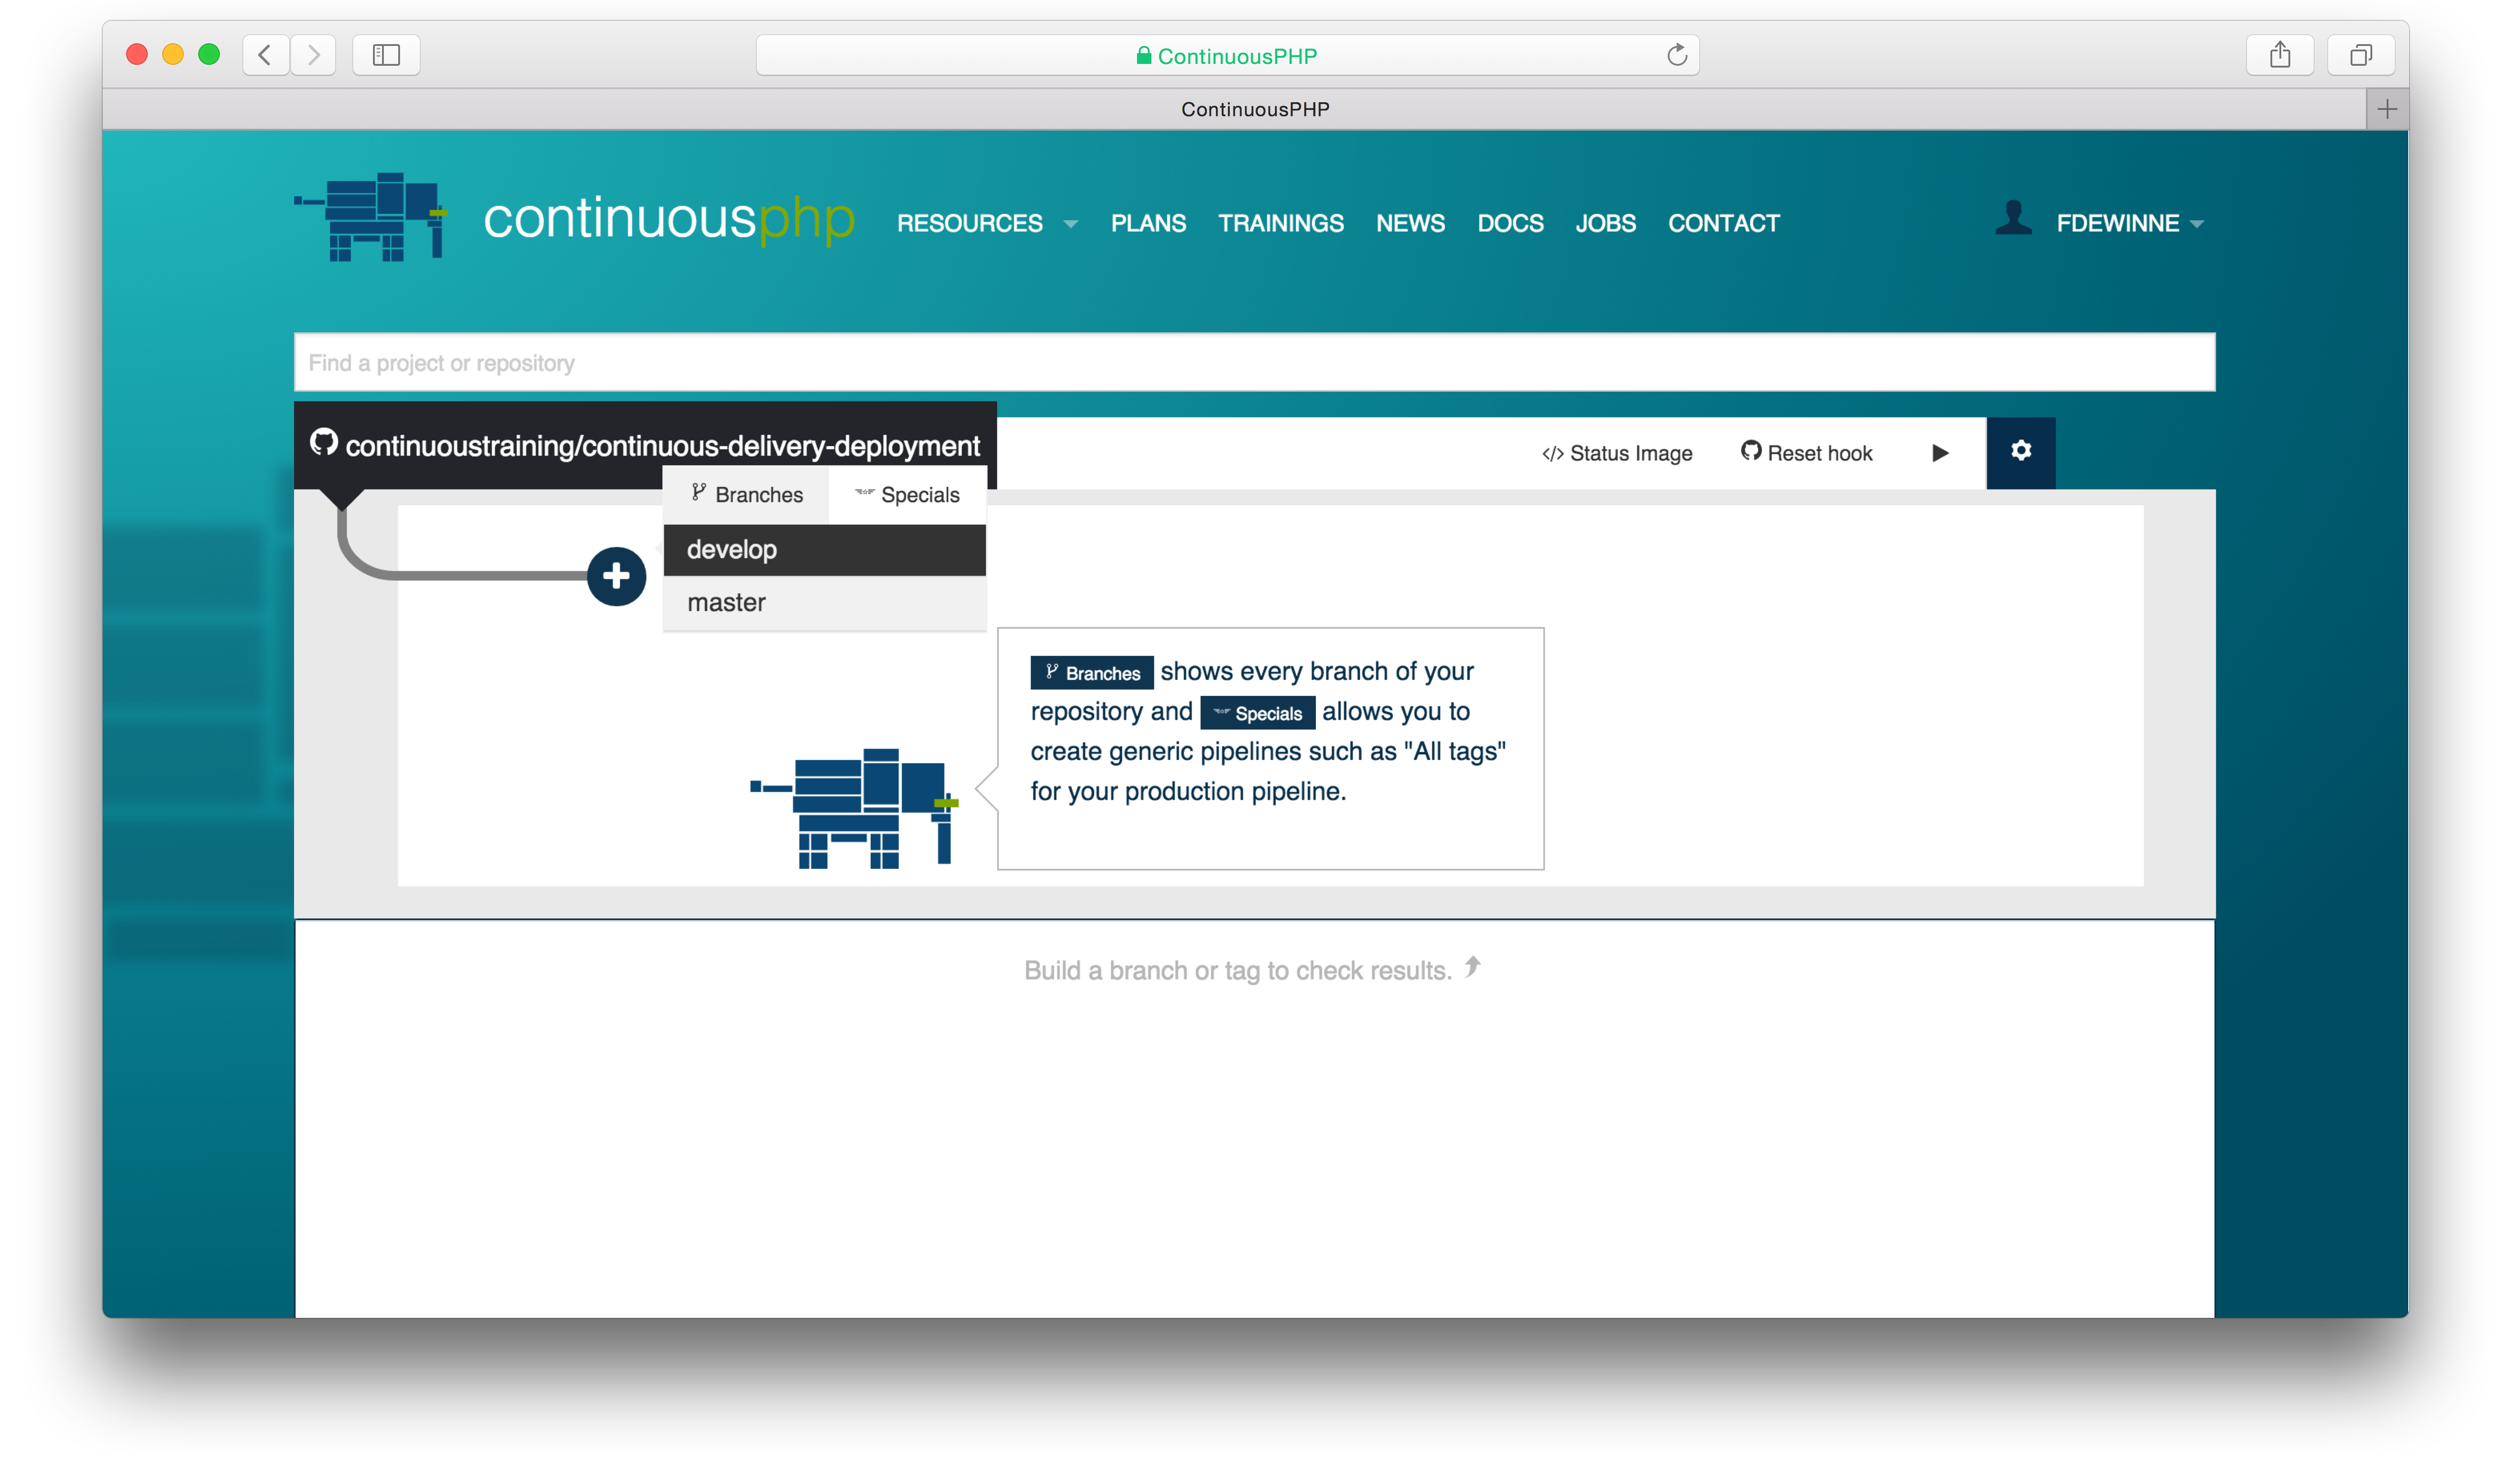 ContinuousPHP
ContinuousPHP
continuousphp RESOURCES PLANS TRAININGS NEWS DOCS JOBS CONTACT FDEWINNE
Find a project or repository
continuoustraining/continuous-delivery-deployment
</> Status Image Reset hook
Branches Specials
develop
master
Branches shows every branch of your
repository and Specials allows you to
create generic pipelines such as "All tags"
for your production pipeline.
Build a branch or tag to check results.